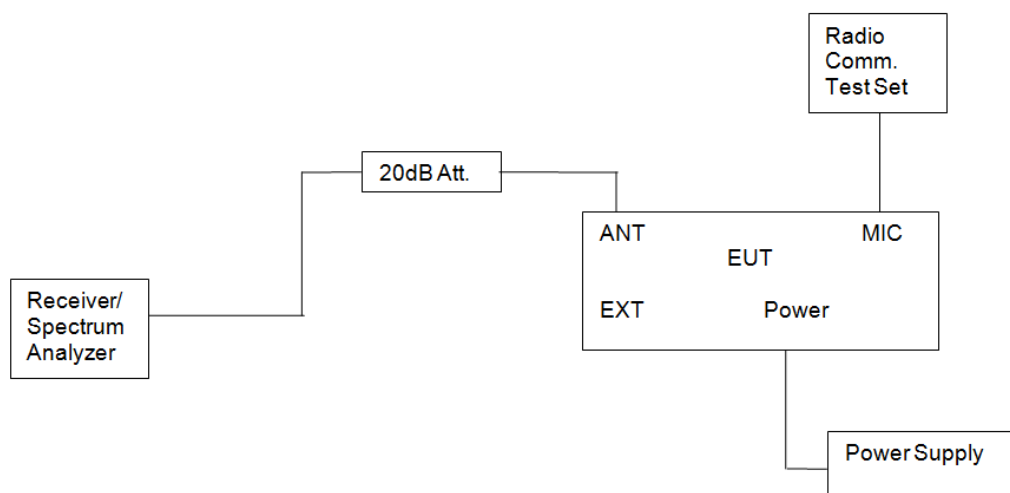 Radio
Comm.
Test Set
20dB Att.
ANT
MIC
EUT
Receiver/
Spectrum
Analyzer
EXT
Power
Power Supply